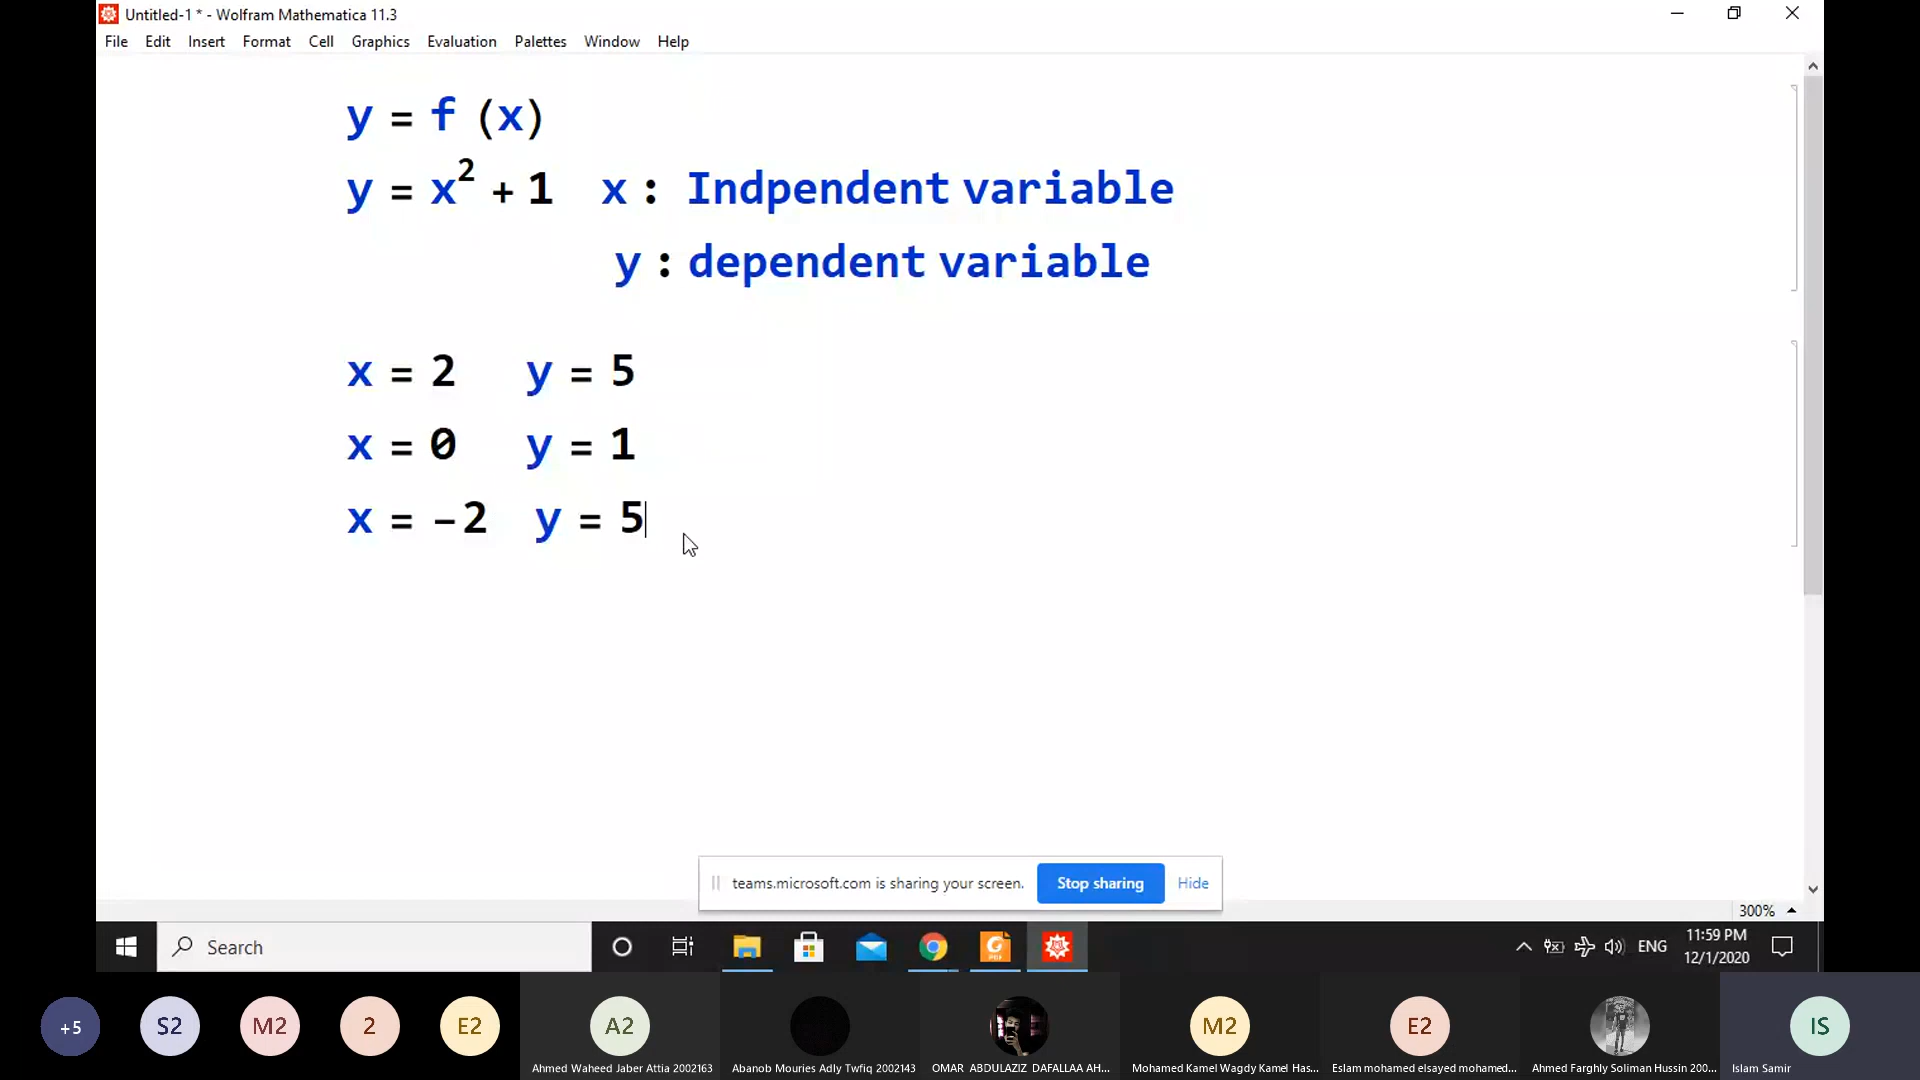 Untitled-1 * - Wolfram Mathematica 11.3
File Edit Insert Format Cell Graphics Evaluation Palettes Window Help
y = f (x)
y = x² + 1 x : Indpendent variable
y : dependent variable
x = 2 y = 5
x = 0 y = 1
x = -2 y = 5
teams.microsoft.com is sharing your screen. Stop sharing Hide
300%
Search
ENG
11:59 PM
12/1/2020
+5 S2 M2 2 E2 A2 M2 E2 IS
Ahmed Waheed Jaber Attia 2002163 Abanob Mouries Adly Twfiq 2002143 OMAR ABDULAZIZ DAFALLAA AH... Mohamed Kamel Wagdy Kamel Has... Eslam mohamed elsayed mohamed... Ahmed Farghly Soliman Hussin 200... Islam Samir